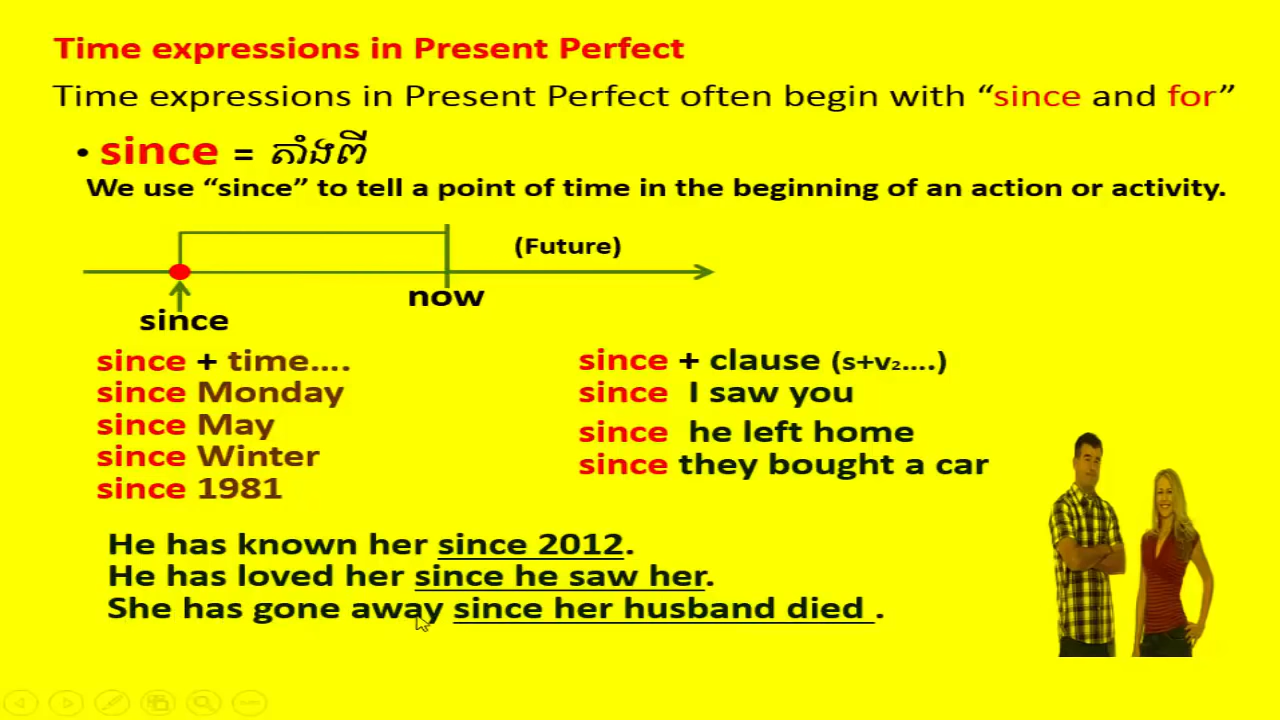 Time expressions in Present Perfect
Time expressions in Present Perfect often begin with “since and for”
• since = តាំងពី
We use “since” to tell a point of time in the beginning of an action or activity.
(Future)
now
since
since + time....
since Monday
since May
since Winter
since 1981
since + clause (s+v₂....)
since I saw you
since he left home
since they bought a car
He has known her since 2012.
He has loved her since he saw her.
She has gone away since her husband died .